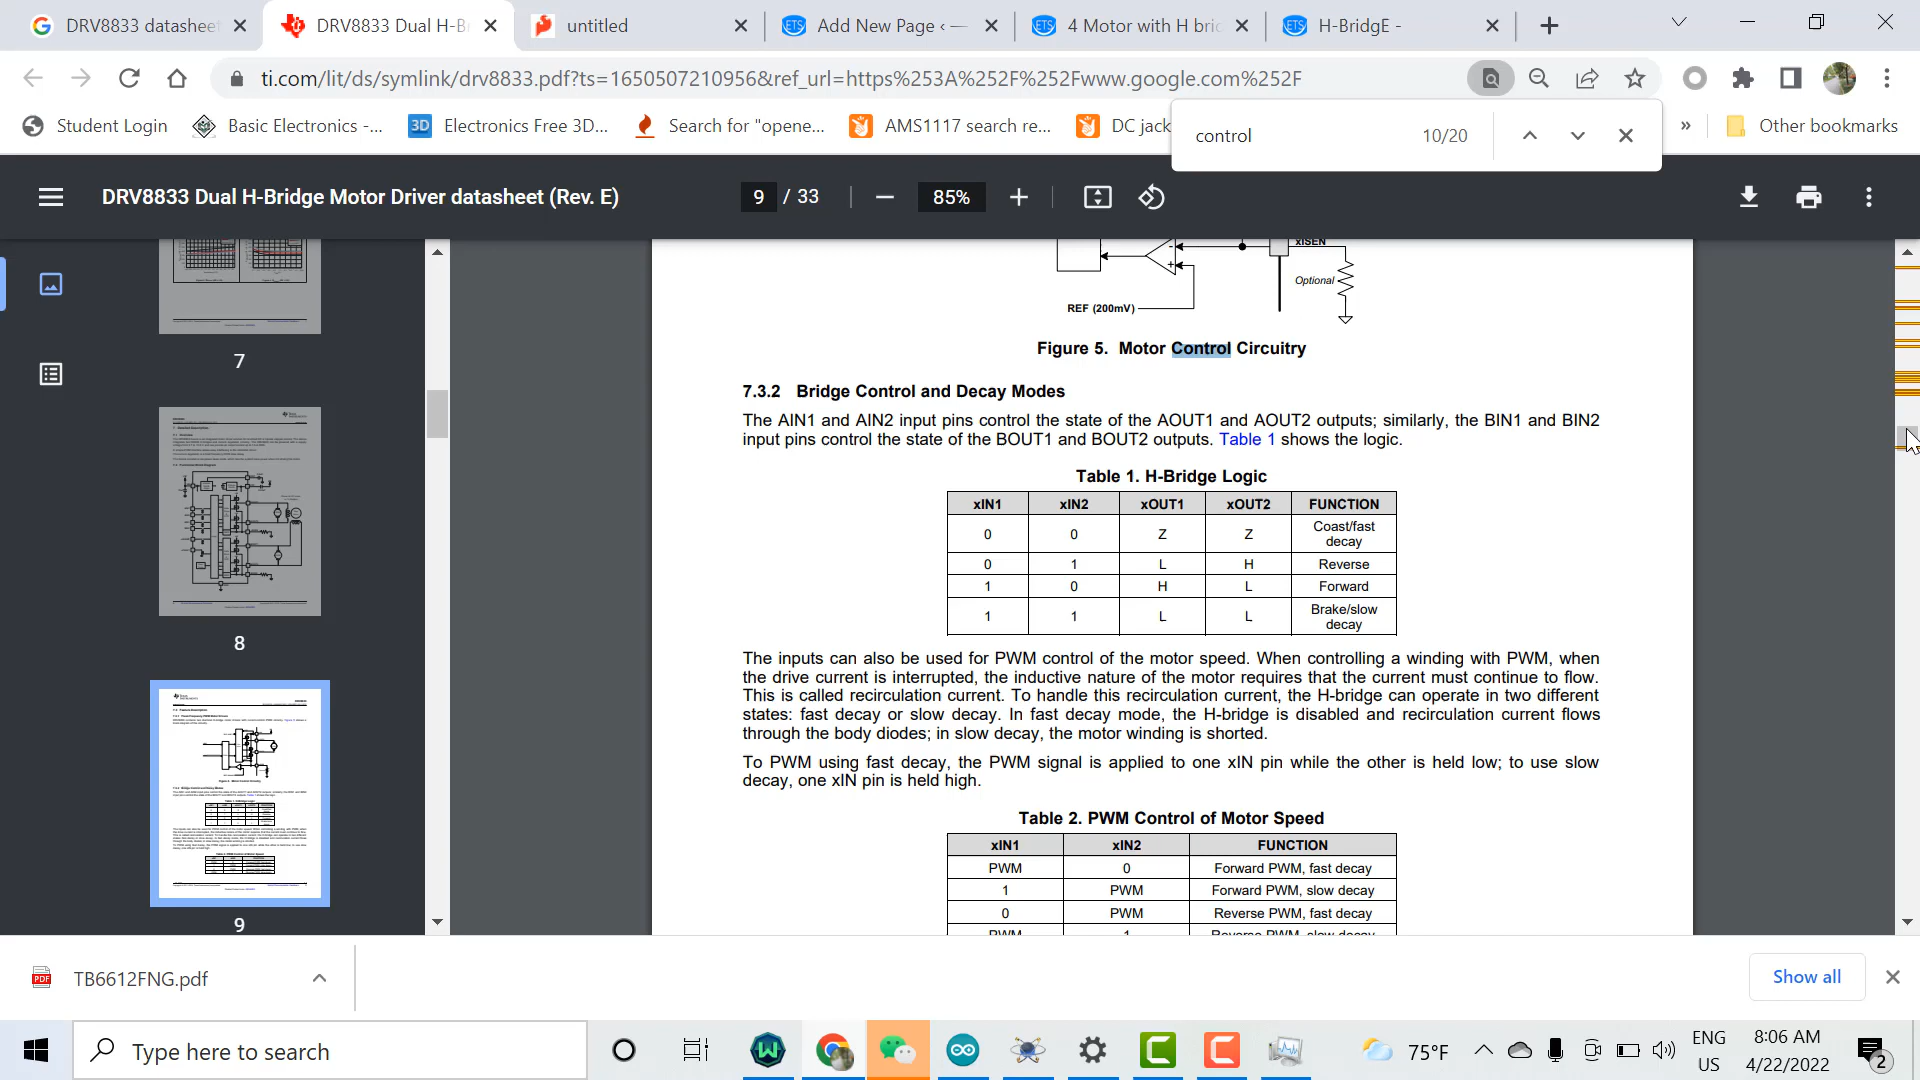 DRV8833 datasheet
DRV8833 Dual H-B
untitled
Add New Page ‹ —
4 Motor with H bric
H-BridgE -
ti.com/lit/ds/symlink/drv8833.pdf?ts=1650507210956&ref_url=https%253A%252F%252Fwww.google.com%252F
Student Login
Basic Electronics -...
3D
Electronics Free 3D...
Search for "opene...
AMS1117 search re...
DC jack
»
Other bookmarks
control
10/20
DRV8833 Dual H-Bridge Motor Driver datasheet (Rev. E)
9 / 33
85%
7
8
9
xISEN
Optional
REF (200mV)
Figure 5. Motor Control Circuitry
7.3.2 Bridge Control and Decay Modes
The AIN1 and AIN2 input pins control the state of the AOUT1 and AOUT2 outputs; similarly, the BIN1 and BIN2
input pins control the state of the BOUT1 and BOUT2 outputs. Table 1 shows the logic.
Table 1. H-Bridge Logic
xIN1 xIN2 xOUT1 xOUT2 FUNCTION
0 0 Z Z Coast/fast
decay
0 1 L H Reverse
1 0 H L Forward
1 1 L L Brake/slow
decay
The inputs can also be used for PWM control of the motor speed. When controlling a winding with PWM, when
the drive current is interrupted, the inductive nature of the motor requires that the current must continue to flow.
This is called recirculation current. To handle this recirculation current, the H-bridge can operate in two different
states: fast decay or slow decay. In fast decay mode, the H-bridge is disabled and recirculation current flows
through the body diodes; in slow decay, the motor winding is shorted.
To PWM using fast decay, the PWM signal is applied to one xIN pin while the other is held low; to use slow
decay, one xIN pin is held high.
Table 2. PWM Control of Motor Speed
xIN1 xIN2 FUNCTION
PWM 0 Forward PWM, fast decay
1 PWM Forward PWM, slow decay
0 PWM Reverse PWM, fast decay
PWM 1 Reverse PWM, slow decay
TB6612FNG.pdf
Show all
Type here to search
75°F
ENG
US
8:06 AM
4/22/2022
2